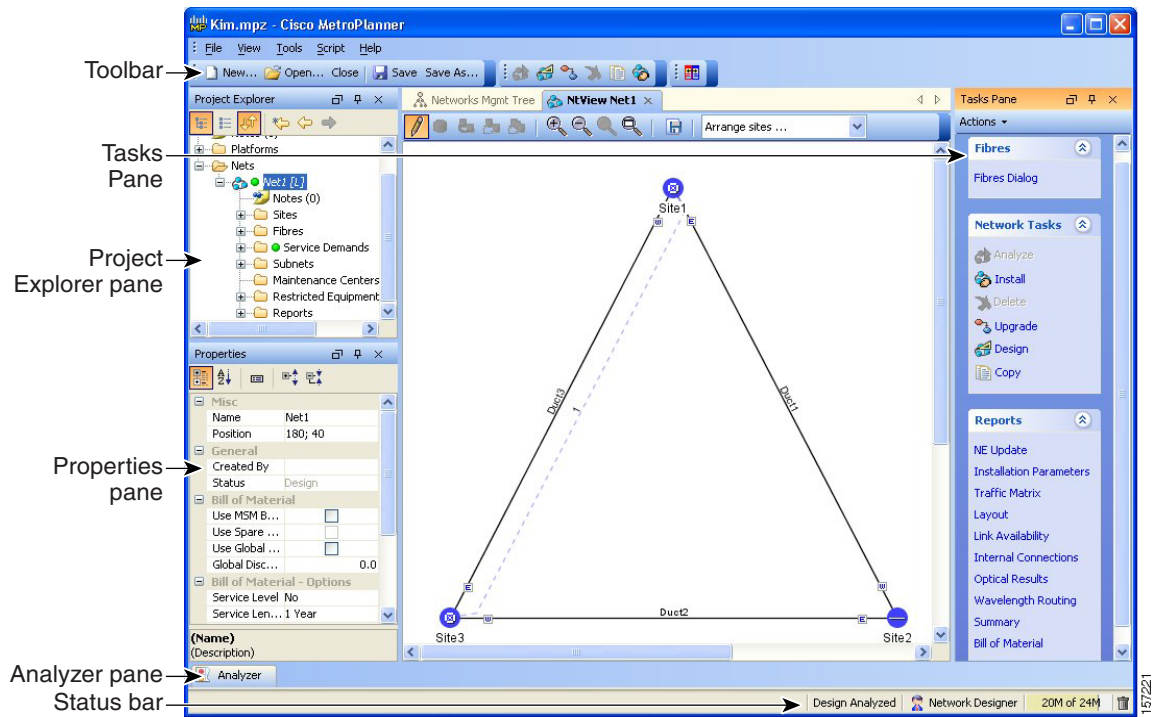 Kim.mpz - Cisco MetroPlanner
File View Tools Script Help
Toolbar
New... Open... Close Save Save As...
Project Explorer
Networks Mgmt Tree
NtView Net1
Tasks Pane
Arrange sites ...
Actions
Tasks
Pane
Platforms
Nets
Net1 [L]
Notes (0)
Sites
Fibres
Service Demands
Subnets
Maintenance Centers
Restricted Equipment
Reports
Project
Explorer pane
Properties
Misc
Name Net1
Position 180; 40
General
Created By
Status Design
Bill of Material
Use MSM B...
Use Spare ...
Use Global ...
Global Disc... 0.0
Bill of Material - Options
Service Level No
Service Len... 1 Year
(Name)
(Description)
Properties
pane
Site1
W
E
Duct3
1
Duct1
E
W
W
Duct2
E
Site3
Site2
Fibres
Fibres Dialog
Network Tasks
Analyze
Install
Delete
Upgrade
Design
Copy
Reports
NE Update
Installation Parameters
Traffic Matrix
Layout
Link Availability
Internal Connections
Optical Results
Wavelength Routing
Summary
Bill of Material
Analyzer pane
Analyzer
Status bar
Design Analyzed
Network Designer
20M of 24M
157221